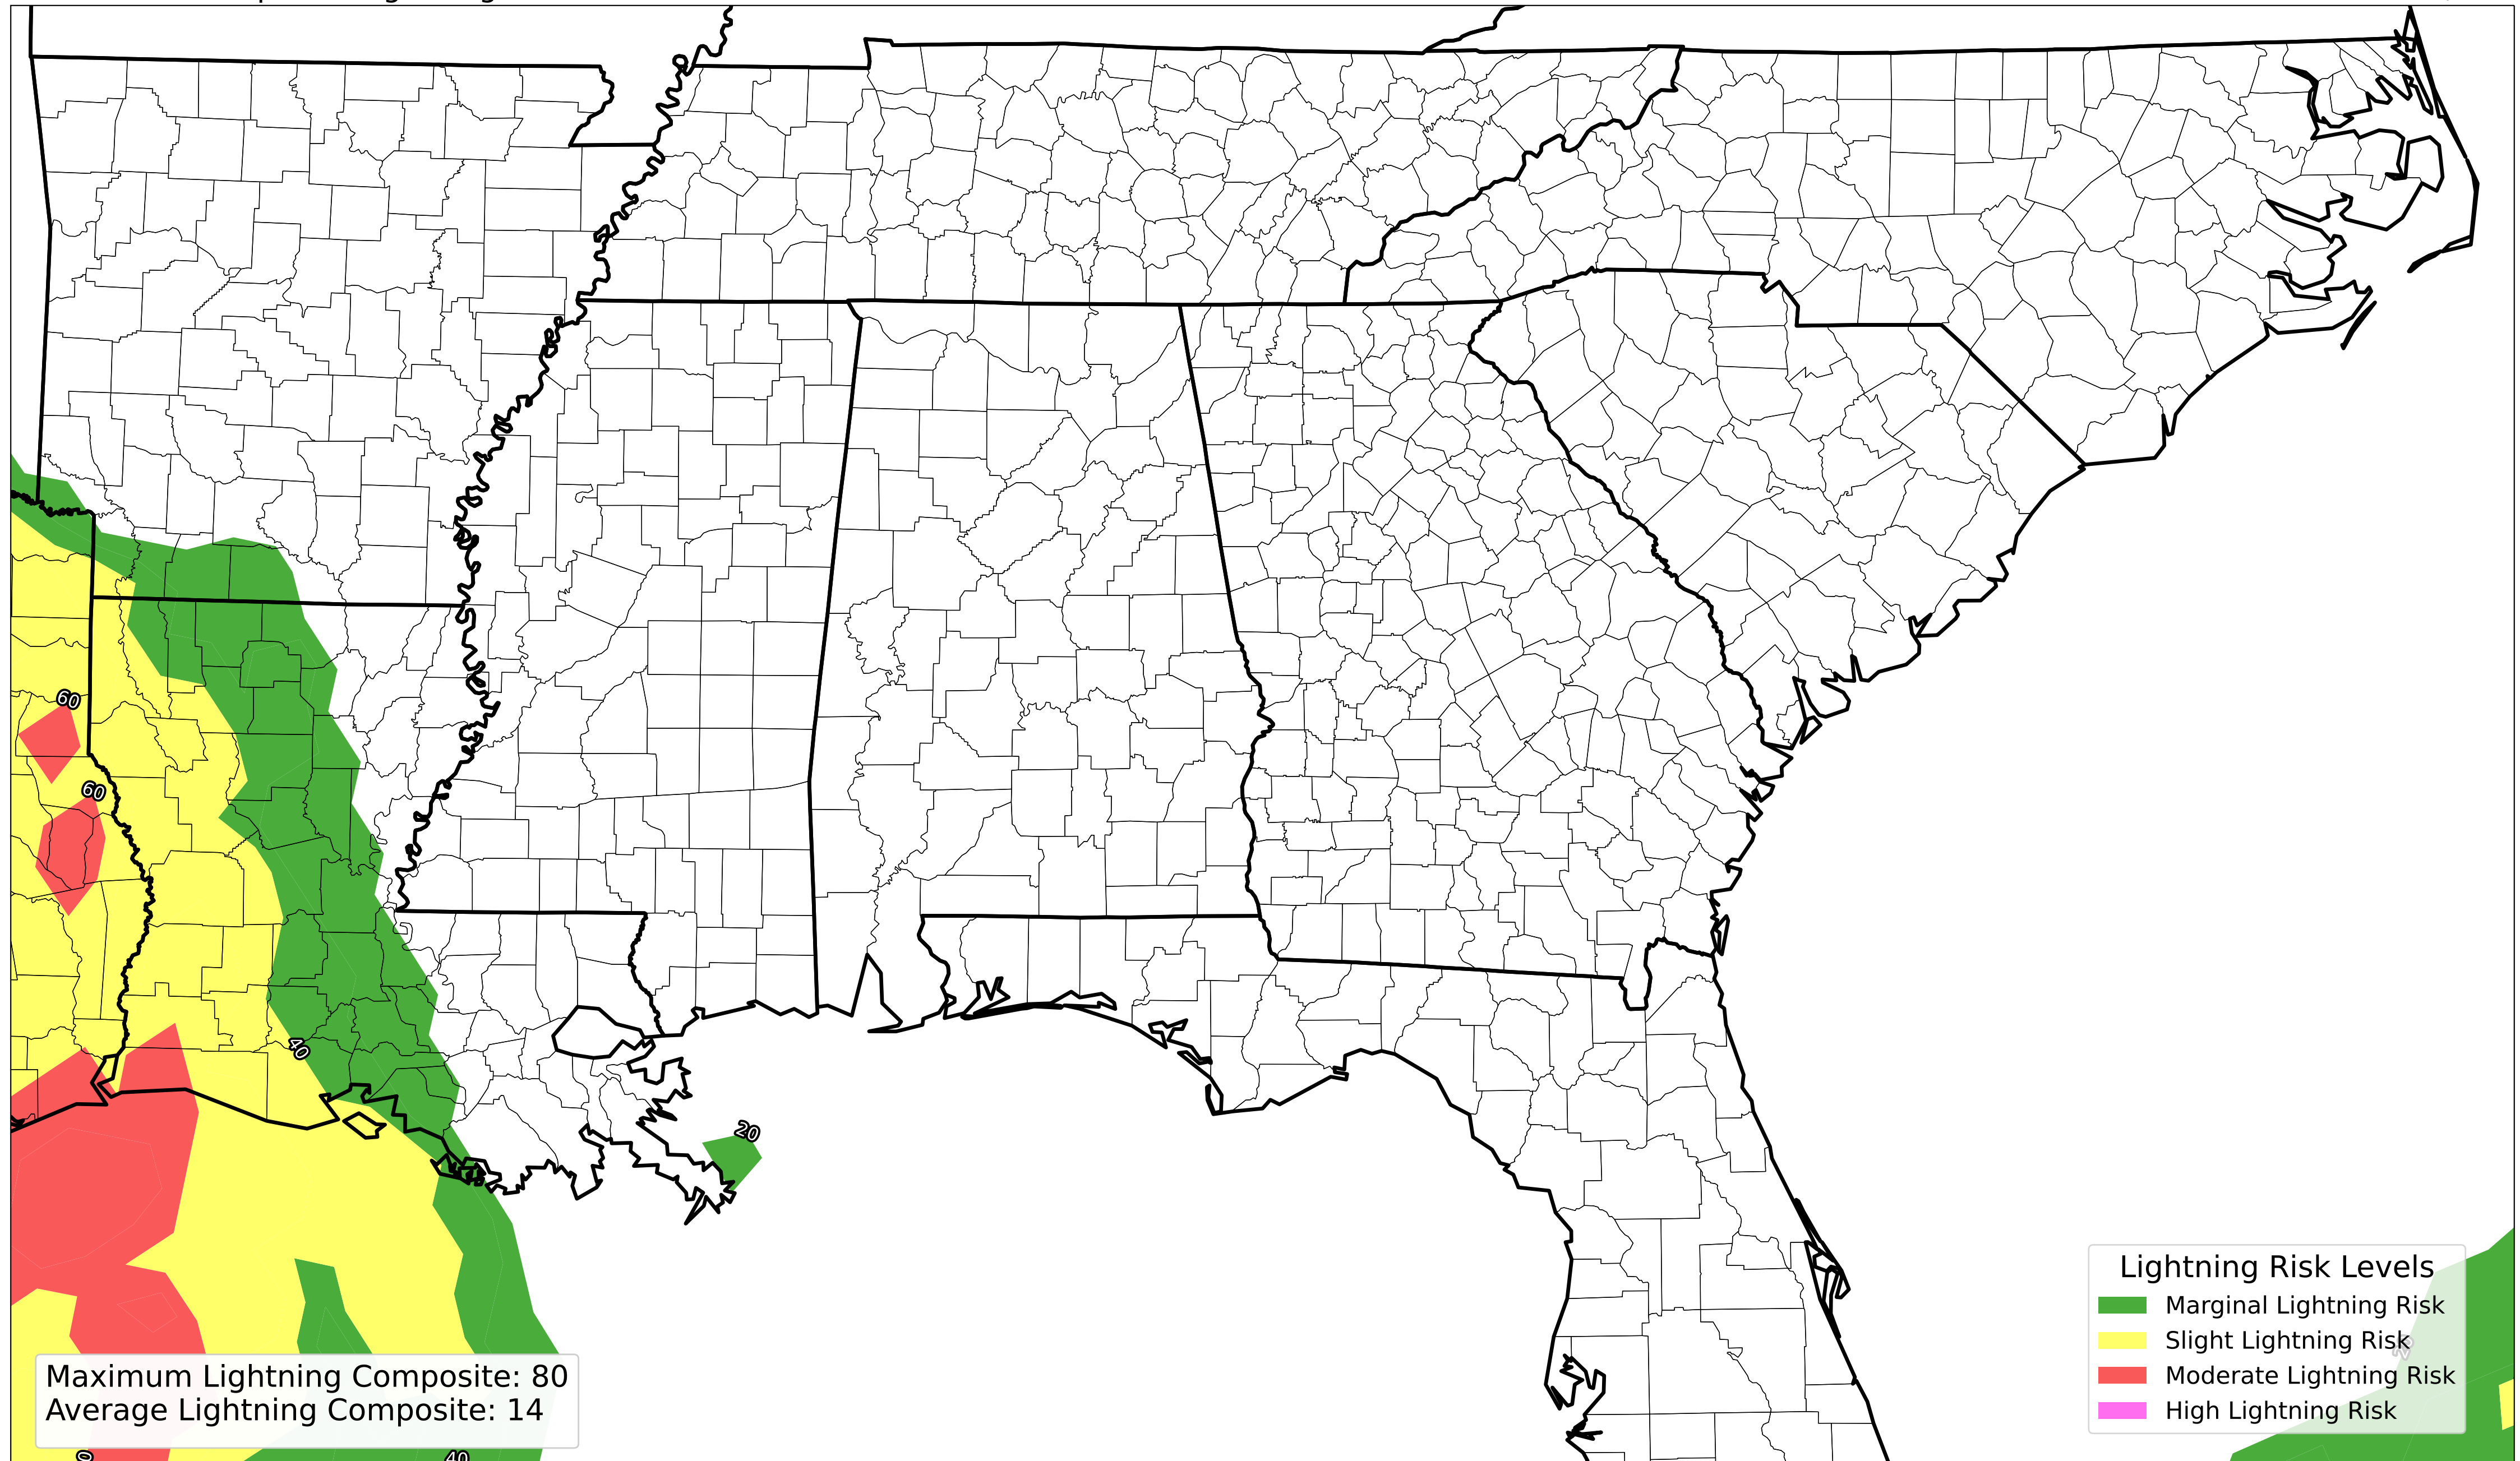 60
60
40
20
Lightning Risk Levels
Marginal Lightning Risk
Slight Lightning Risk
Moderate Lightning Risk
High Lightning Risk
Maximum Lightning Composite: 80
Average Lightning Composite: 14
40